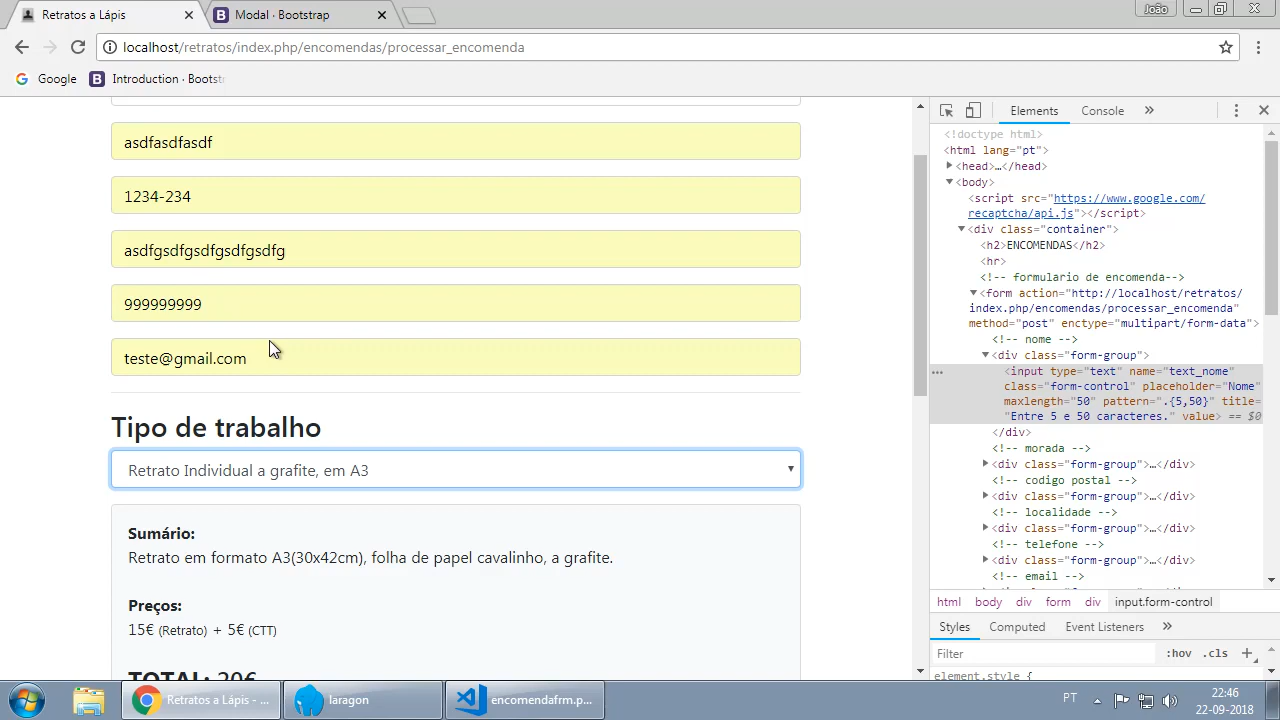 Retratos a Lápis
Modal · Bootstrap
João
localhost/retratos/index.php/encomendas/processar_encomenda
Google
Introduction · Bootst
asdfasdfasdf
1234-234
asdfgsdfgsdfgsdfgsdfg
999999999
teste@gmail.com
Tipo de trabalho
Retrato Individual a grafite, em A3
Sumário:
Retrato em formato A3(30x42cm), folha de papel cavalinho, a grafite.
Preços:
15€ (Retrato) + 5€ (CTT)
TOTAL: 20€
Elements
Console
<!doctype html>
<html lang="pt">
<head>…</head>
<body>
<script src="https://www.google.com/
recaptcha/api.js"></script>
<div class="container">
<h2>ENCOMENDAS</h2>
<hr>
<!-- formulario de encomenda-->
<form action="http://localhost/retratos/
index.php/encomendas/processar_encomenda"
method="post" enctype="multipart/form-data">
<!-- nome -->
<div class="form-group">
<input type="text" name="text_nome"
class="form-control" placeholder="Nome"
maxlength="50" pattern=".{5,50}" title=
"Entre 5 e 50 caracteres." value> == $0
</div>
<!-- morada -->
<div class="form-group">…</div>
<!-- codigo postal -->
<div class="form-group">…</div>
<!-- localidade -->
<div class="form-group">…</div>
<!-- telefone -->
<div class="form-group">…</div>
<!-- email -->
html body div form div input.form-control
Styles Computed Event Listeners
Filter
:hov .cls
element.style {
Retratos a Lápis - ...
laragon
encomendafrm.p...
PT
22:46
22-09-2018